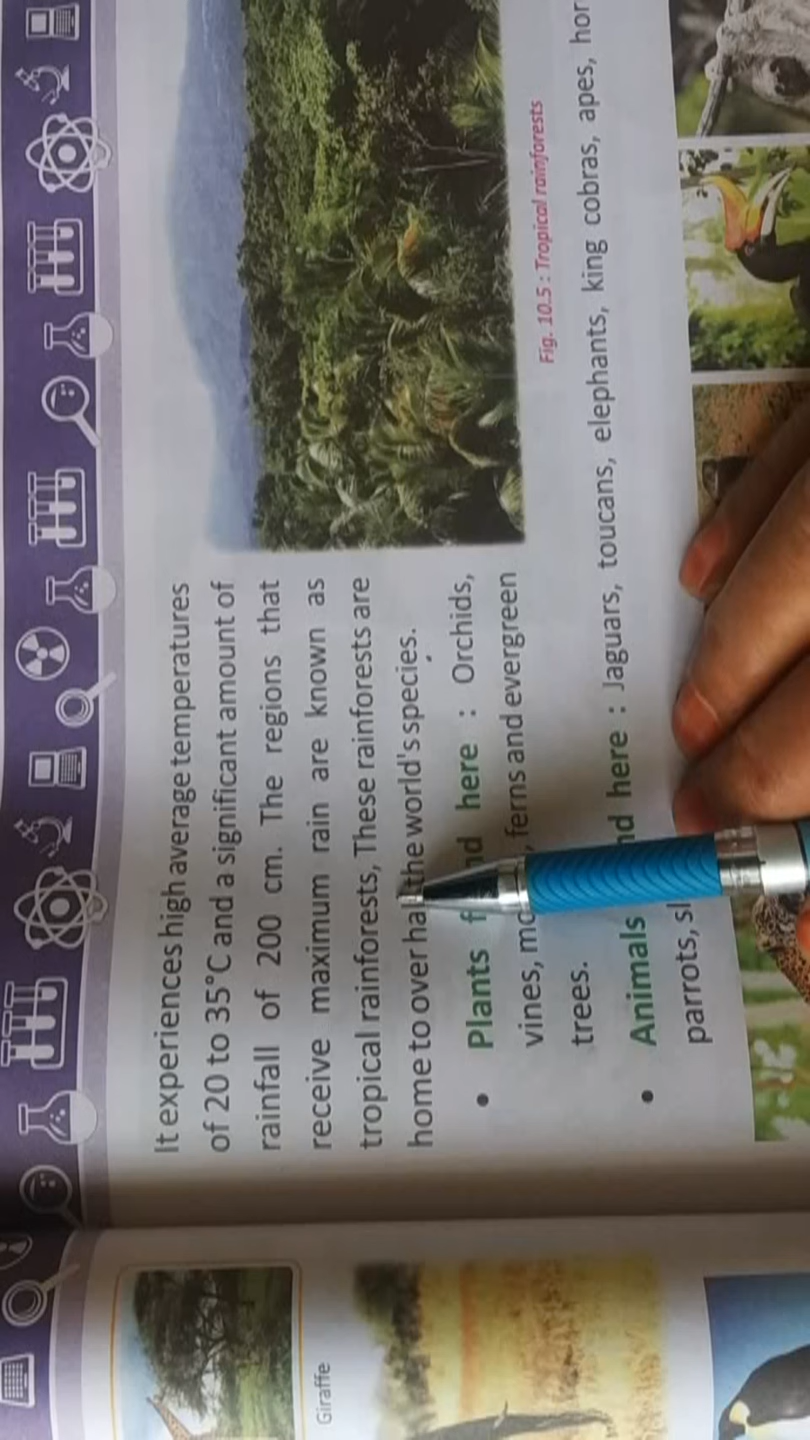 It experiences high average temperatures
of 20 to 35°C and a significant amount of
rainfall of 200 cm. The regions that
receive maximum rain are known as
tropical rainforests, These rainforests are
home to over the world's species.
• Plants here : Orchids,
vines, ferns and evergreen
trees.
Fig. 10.5 : Tropical rainforests
• Animals here : Jaguars, toucans, elephants, king cobras, apes,
parrots,
Giraffe